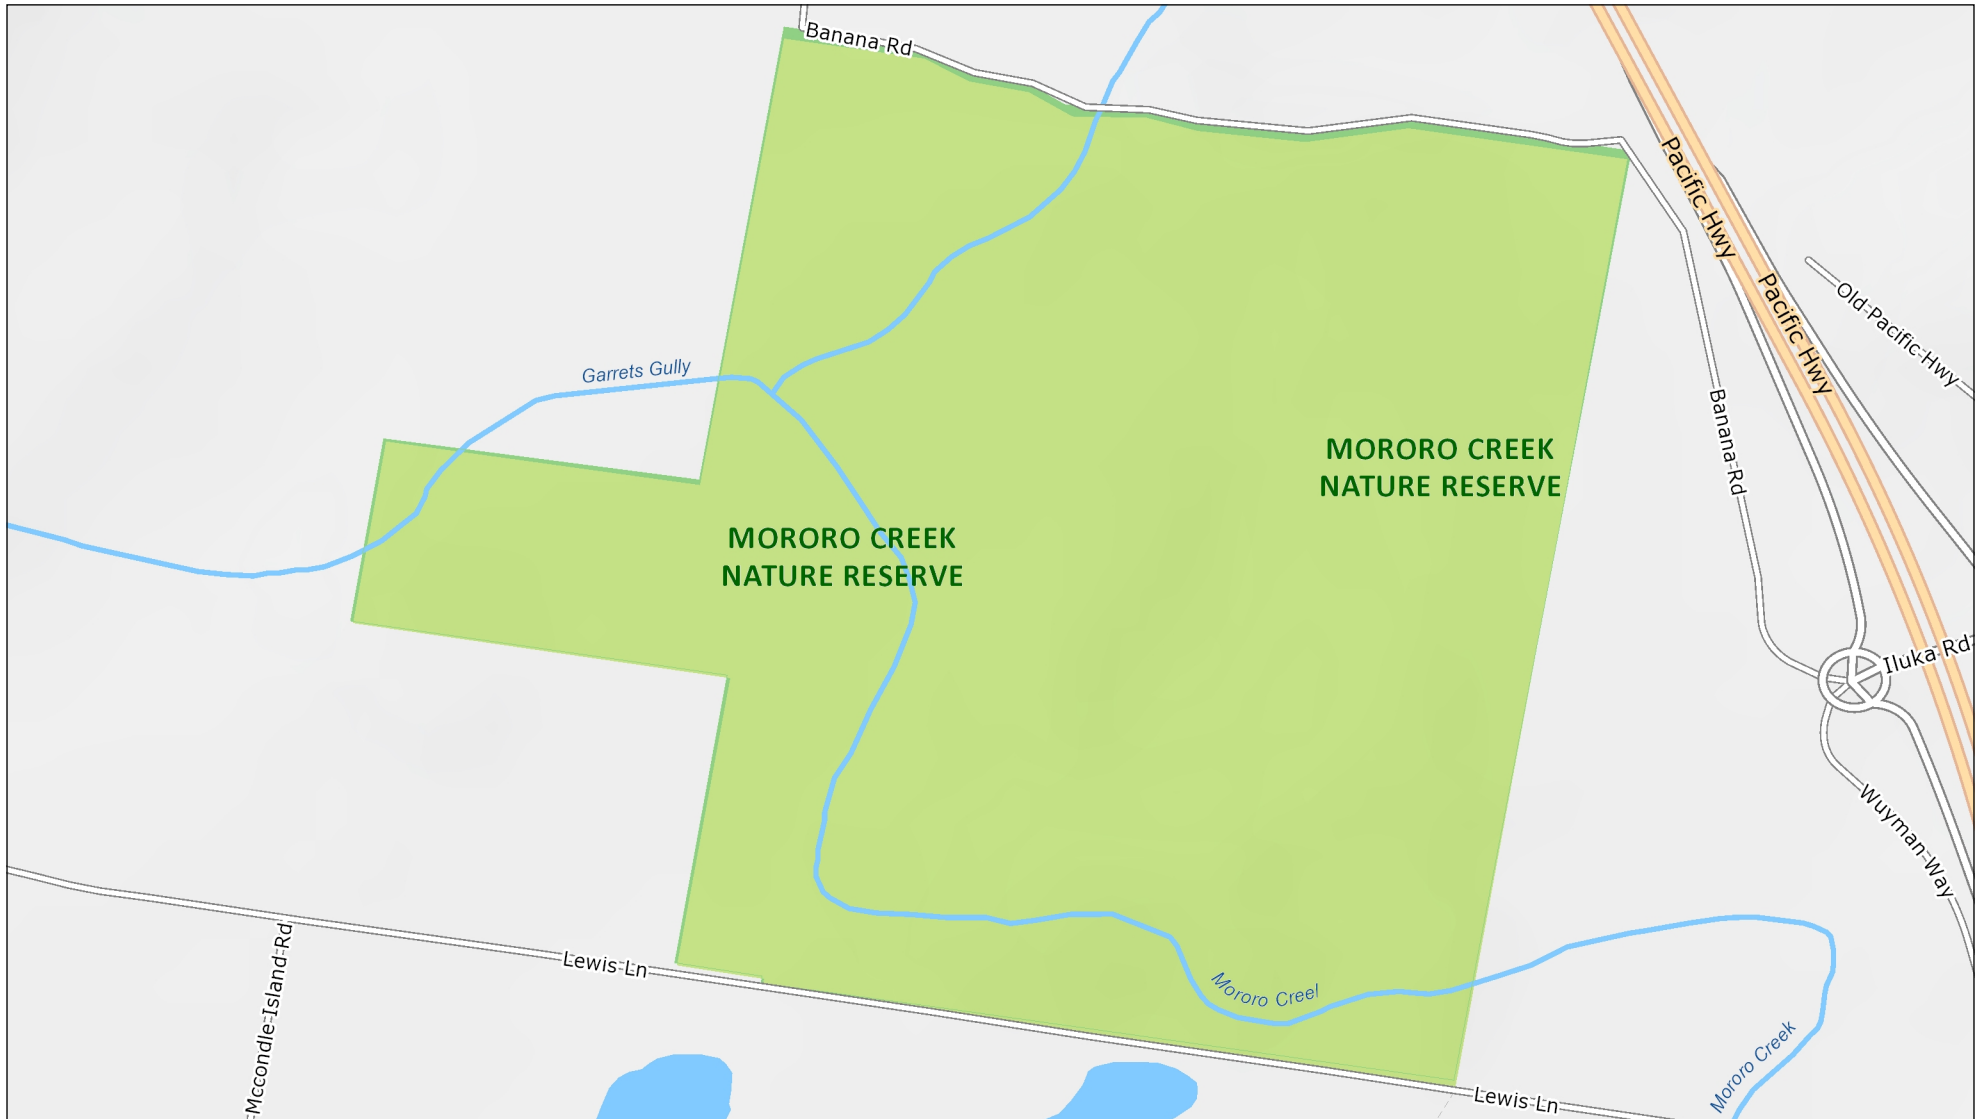 Banana Rd
Pacific Hwy
Pacific Hwy
Old-Pacific-Hwy
Garrets Gully
Banana-Rd
MORORO CREEK
NATURE RESERVE
MORORO CREEK
NATURE RESERVE
Iluka-Rd
Wuyman-Way
Lewis Ln
Mccondle-Island-Rd
Mororo Creel
Mororo Creek
Lewis Ln